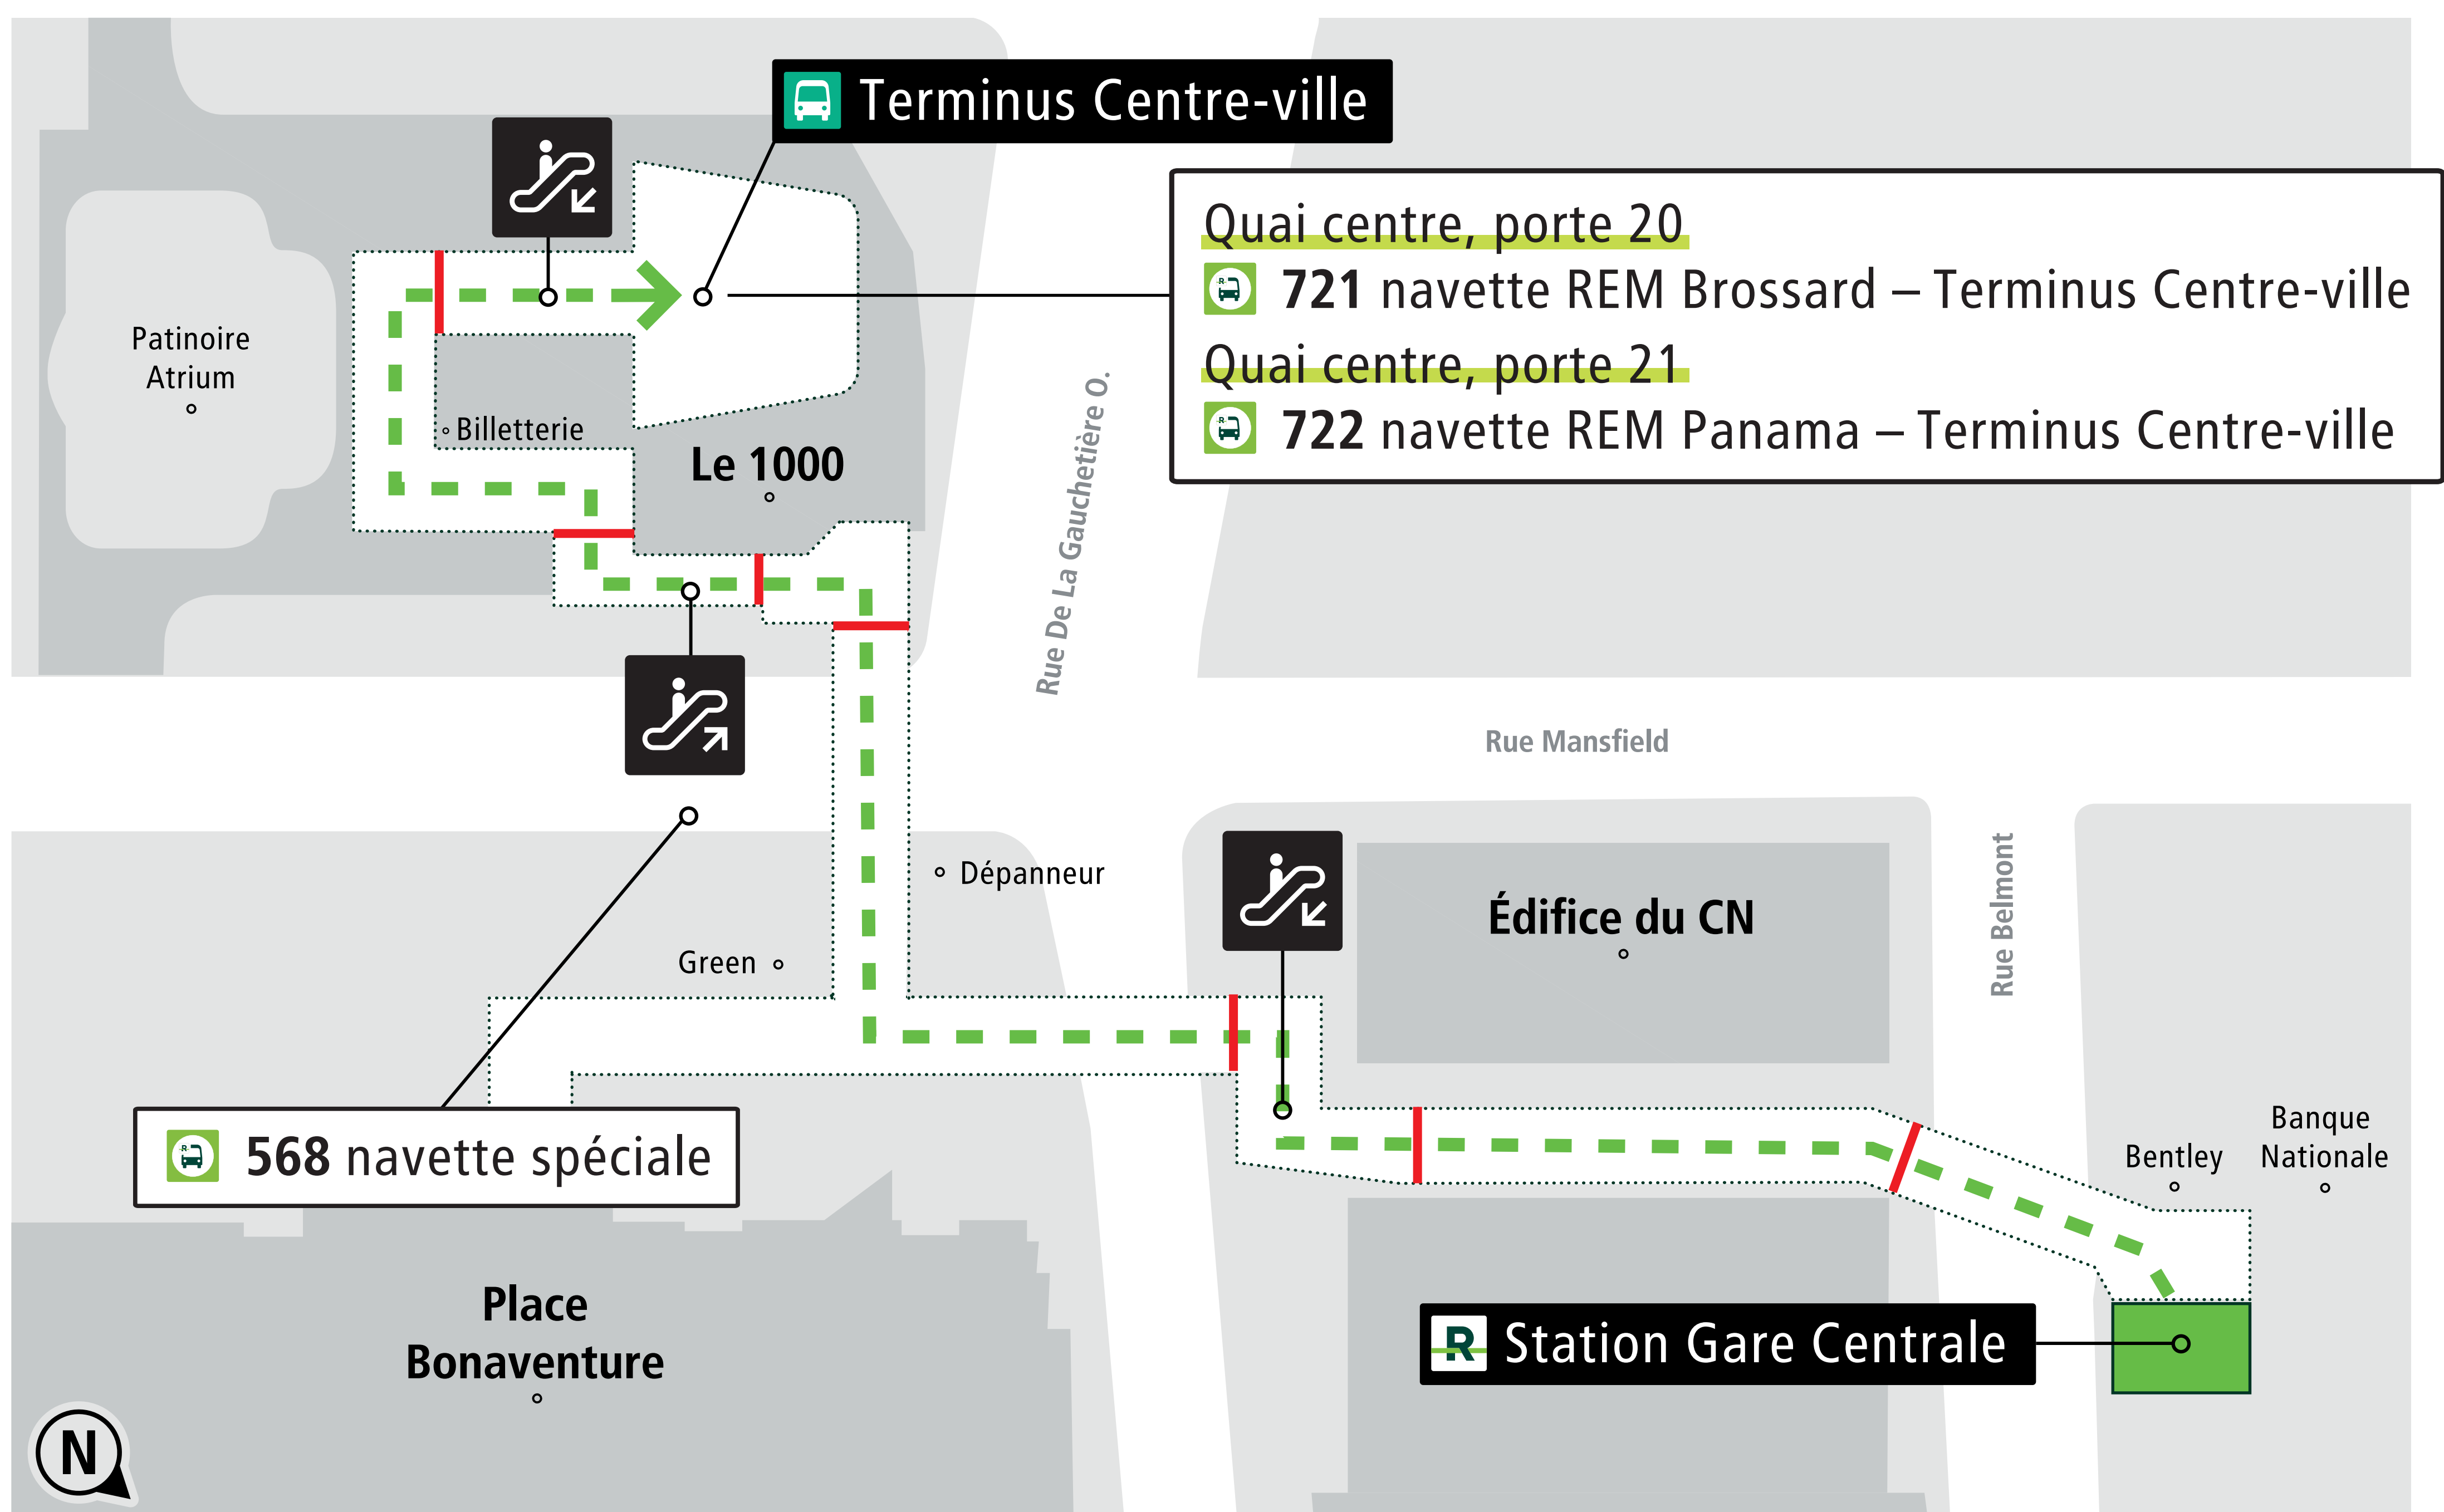 Terminus Centre-ville
Quai centre, porte 20
R
721 navette REM Brossard – Terminus Centre-ville
Quai centre, porte 21
R
722 navette REM Panama – Terminus Centre-ville
Patinoire
Atrium
Billetterie
Le 1000
Rue De La Gauchetière O.
Rue Mansfield
Rue Belmont
Dépanneur
Green
Édifice du CN
R
568 navette spéciale
Banque
Nationale
Bentley
Place
Bonaventure
R
Station Gare Centrale
N